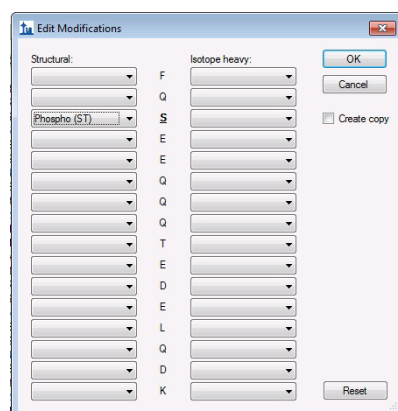 Edit Modifications
Structural: Isotope heavy: OK
F
Cancel
Q
Phospho (ST) S Create copy
E
E
Q
Q
Q
T
E
D
E
L
Q
D
K Reset